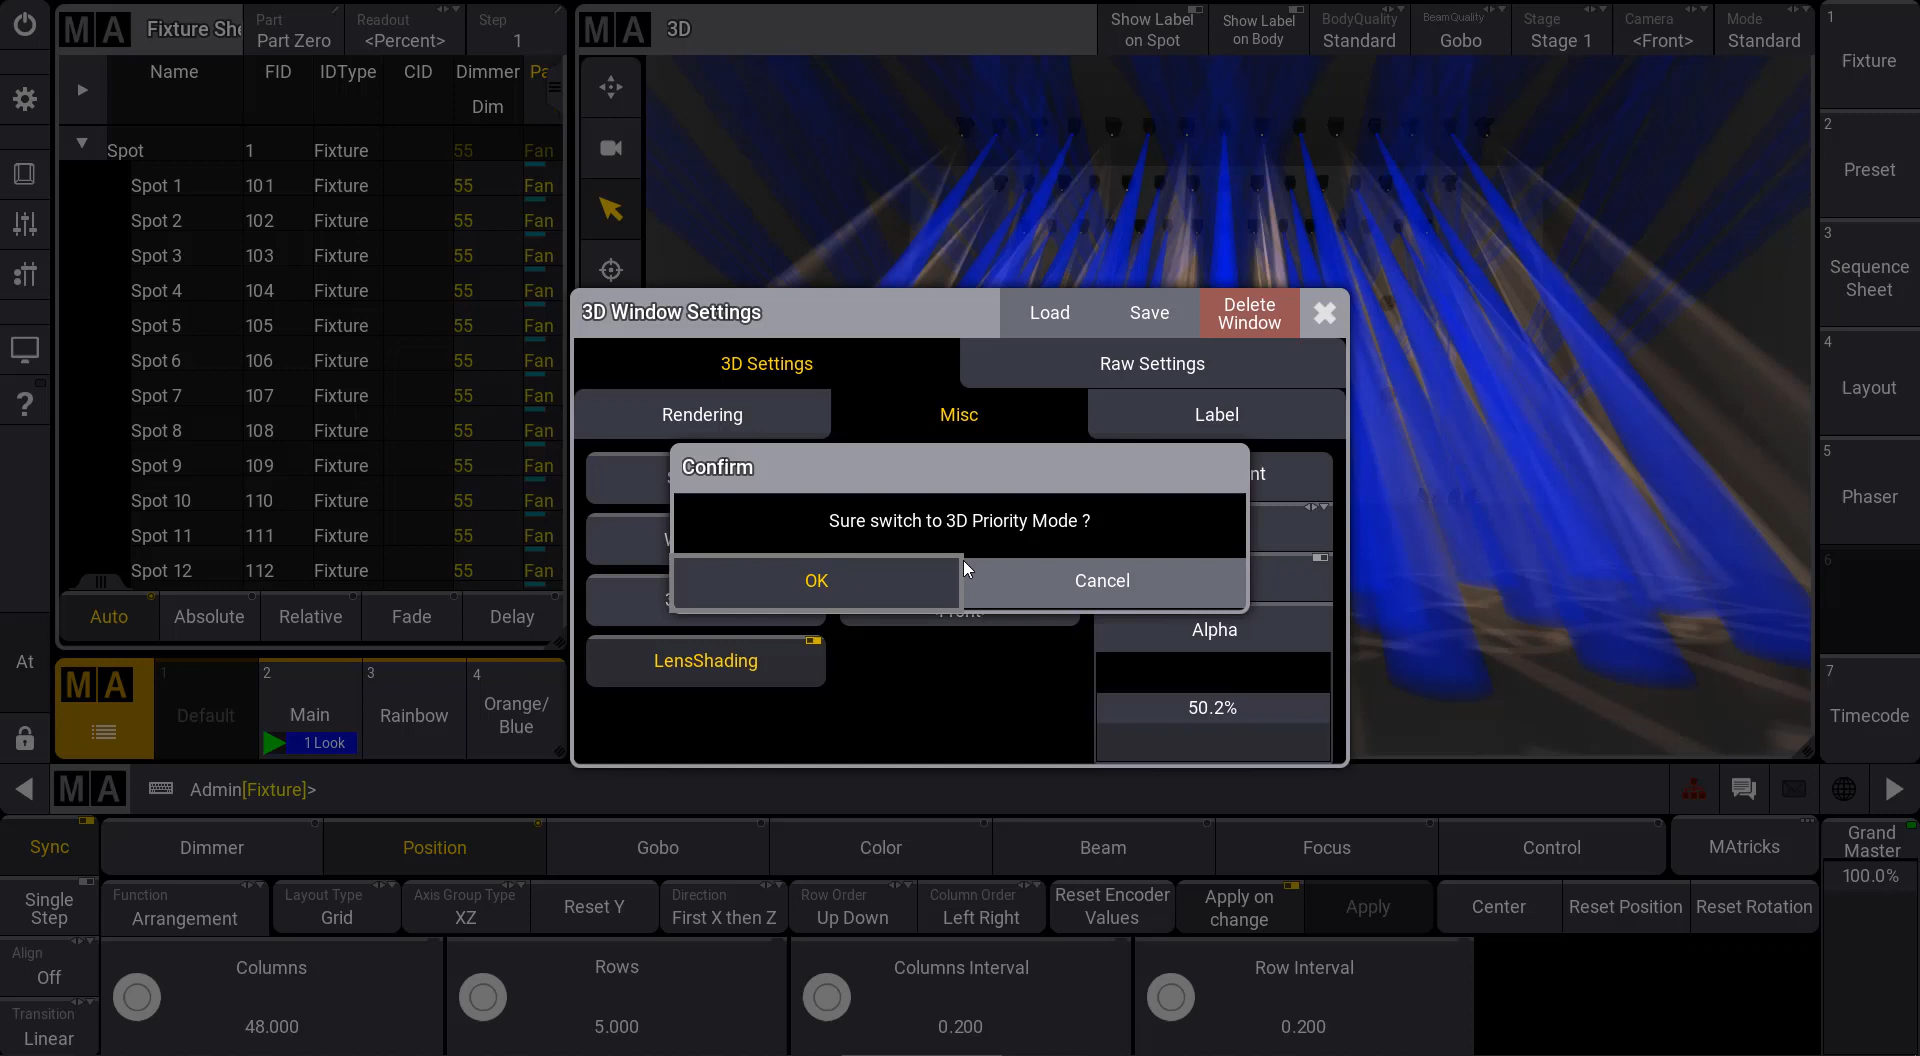 MA Fixture She
Part
Part Zero
Readout
<Percent>
Step
1
MA 3D
Show Label
on Spot
Show Label
on Body
BodyQuality
Standard
BeamQuality
Gobo
Stage
Stage 1
Camera
<Front>
Mode
Standard
Name FID IDType CID Dimmer
Dim
Spot 1 Fixture 55 Fan
Spot 1 101 Fixture 55 Fan
Spot 2 102 Fixture 55 Fan
Spot 3 103 Fixture 55 Fan
Spot 4 104 Fixture 55 Fan
Spot 5 105 Fixture 55 Fan
Spot 6 106 Fixture 55 Fan
Spot 7 107 Fixture 55 Fan
Spot 8 108 Fixture 55 Fan
Spot 9 109 Fixture 55 Fan
Spot 10 110 Fixture 55 Fan
Spot 11 111 Fixture 55 Fan
Spot 12 112 Fixture 55 Fan
Auto Absolute Relative Fade Delay
MA
1
Default
2
Main
1 Look
3
Rainbow
4
Orange/
Blue
?
At
3D Window Settings
Load
Save
Delete
Window
3D Settings
Raw Settings
Rendering
Misc
Label
Confirm
Sure switch to 3D Priority Mode ?
OK
Cancel
nt
LensShading
Alpha
50.2%
1
Fixture
2
Preset
3
Sequence
Sheet
4
Layout
5
Phaser
6
7
Timecode
MA Admin[Fixture]>
Sync
Dimmer Position Gobo Color Beam Focus Control
MAtricks
Grand
Master
100.0%
Single
Step
Function
Arrangement
Layout Type
Grid
Axis Group Type
XZ
Reset Y
Direction
First X then Z
Row Order
Up Down
Column Order
Left Right
Reset Encoder
Values
Apply on
change
Apply
Center
Reset Position
Reset Rotation
Align
Off
Transition
Linear
Columns
48.000
Rows
5.000
Columns Interval
0.200
Row Interval
0.200